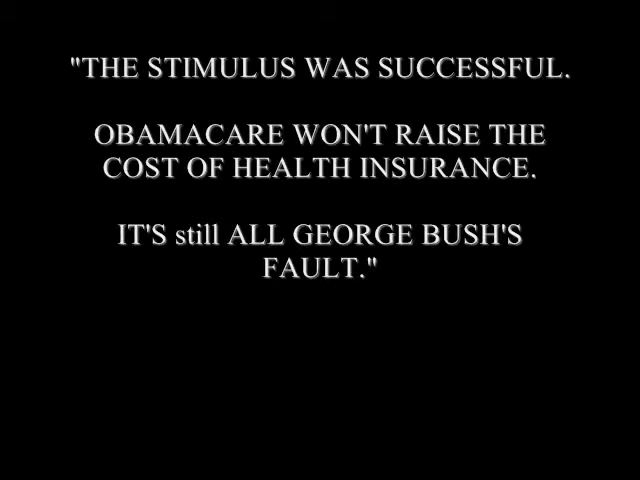 "THE STIMULUS WAS SUCCESSFUL.
OBAMACARE WON'T RAISE THE
COST OF HEALTH INSURANCE.
IT'S still ALL GEORGE BUSH'S
FAULT."